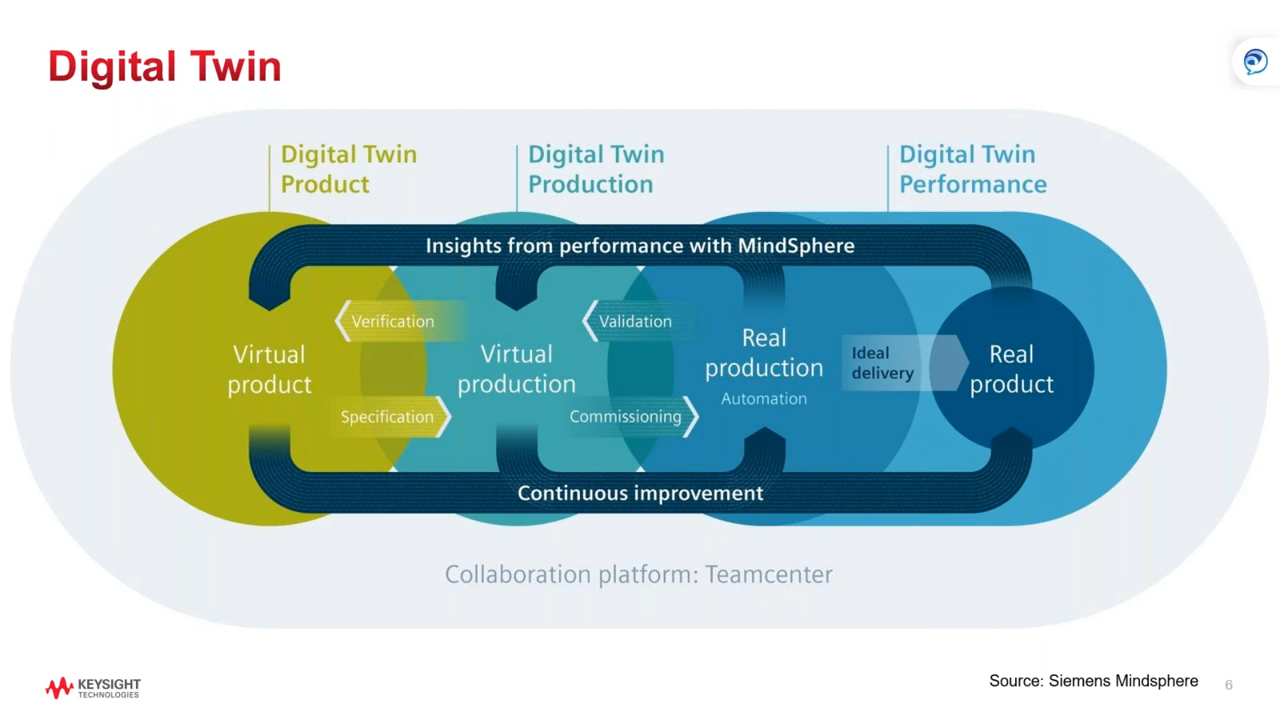 Digital Twin
Digital Twin
Product
Digital Twin
Production
Digital Twin
Performance
Insights from performance with MindSphere
Verification
Validation
Virtual
product
Virtual
production
Real
production
Automation
Ideal
delivery
Real
product
Specification
Commissioning
Continuous improvement
Collaboration platform: Teamcenter
KEYSIGHT
TECHNOLOGIES
Source: Siemens Mindsphere
6